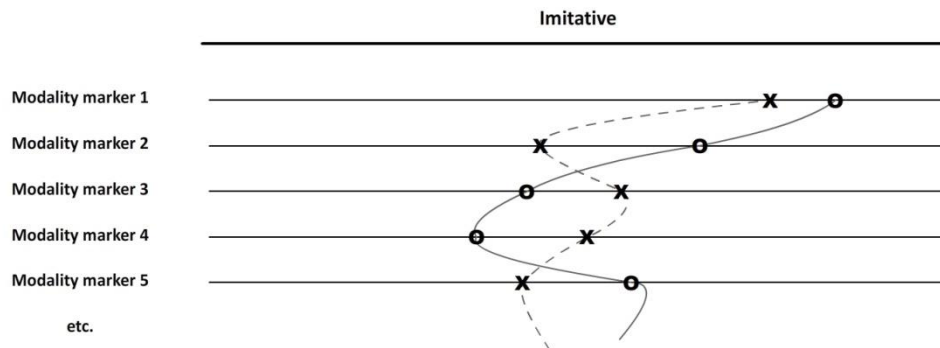 Imitative
Modality marker 1
Modality marker 2
Modality marker 3
Modality marker 4
Modality marker 5
etc.